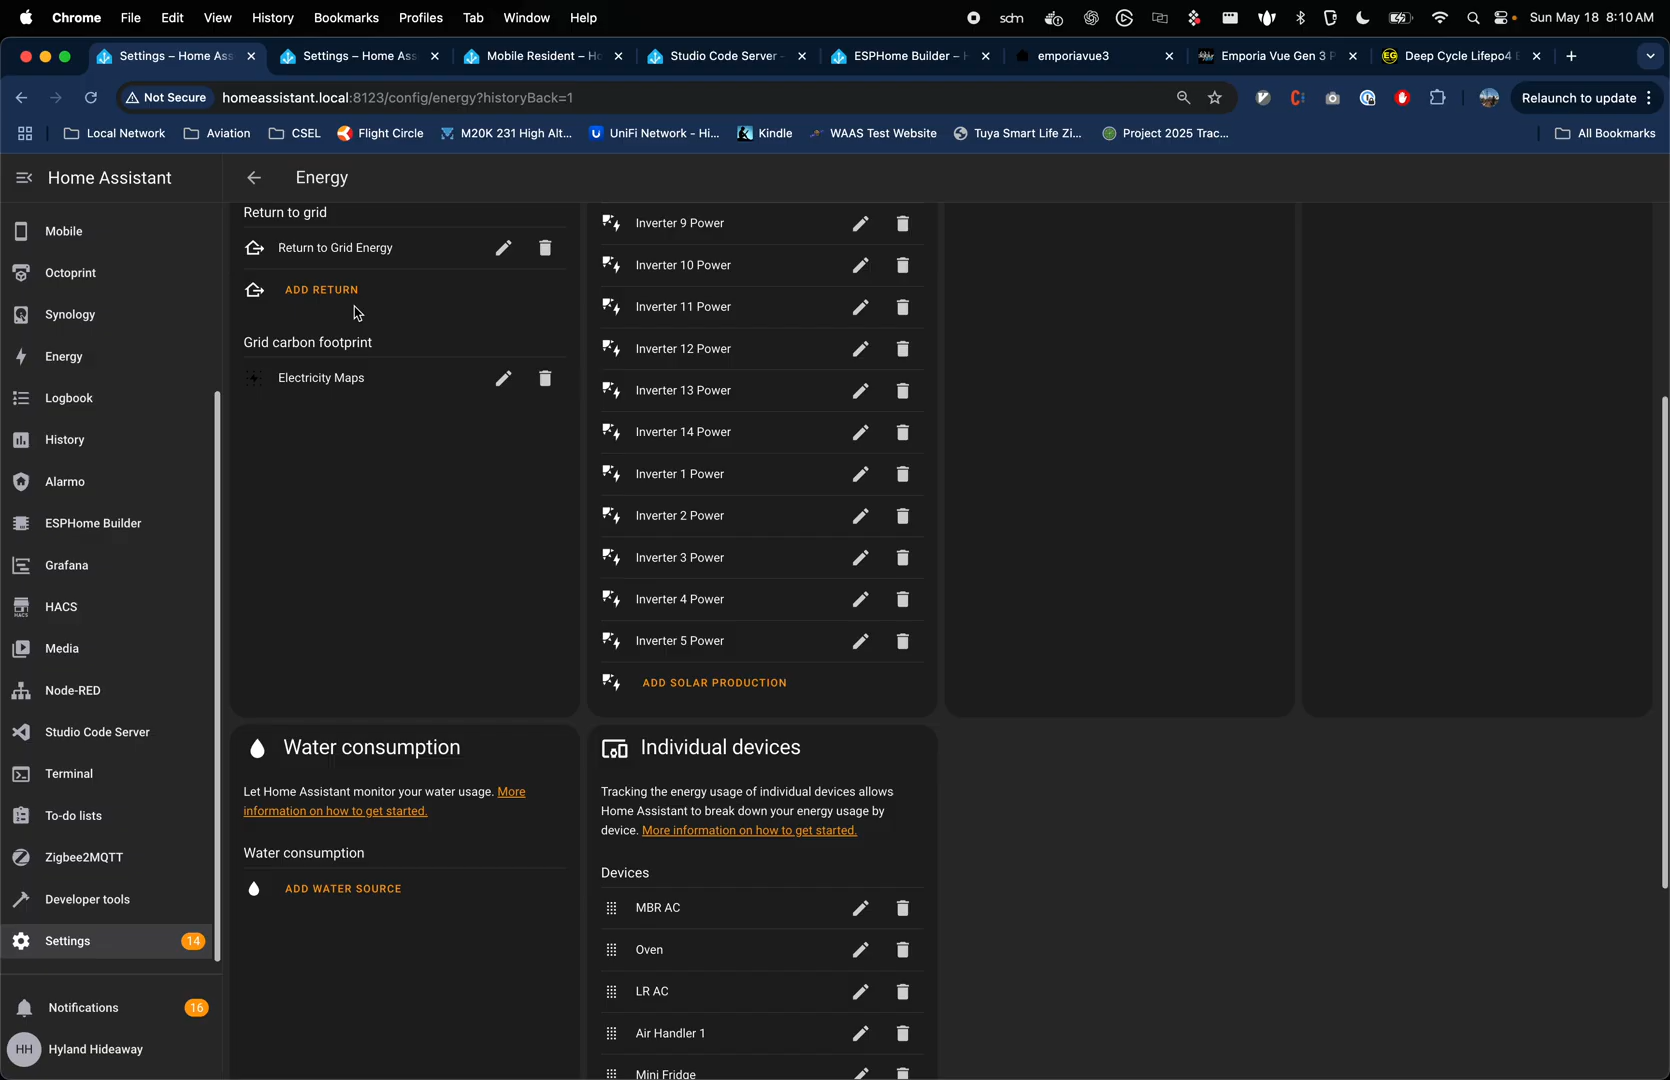 Chrome File Edit View History Bookmarks Profiles Tab Window Help
sdm
Sun May 18 8:10 AM
Settings – Home Ass
Settings – Home Ass
Mobile Resident – Ho
Studio Code Server -
ESPHome Builder – H
emporiavue3
Emporia Vue Gen 3 P
EG
Deep Cycle Lifepo4 E
Not Secure
homeassistant.local:8123/config/energy?historyBack=1
Relaunch to update
Local Network
Aviation
CSEL
Flight Circle
M20K 231 High Alt...
UniFi Network - Hi...
Kindle
WAAS Test Website
Tuya Smart Life Zi...
Project 2025 Trac...
All Bookmarks
Home Assistant
Energy
Mobile
Octoprint
Synology
Energy
Logbook
History
Alarmo
ESPHome Builder
Grafana
HACS
HACS
Media
Node-RED
Studio Code Server
Terminal
To-do lists
Zigbee2MQTT
Developer tools
Settings 14
Notifications 16
HH Hyland Hideaway
Return to grid
Return to Grid Energy
ADD RETURN
Grid carbon footprint
Electricity Maps
Inverter 9 Power
Inverter 10 Power
Inverter 11 Power
Inverter 12 Power
Inverter 13 Power
Inverter 14 Power
Inverter 1 Power
Inverter 2 Power
Inverter 3 Power
Inverter 4 Power
Inverter 5 Power
ADD SOLAR PRODUCTION
Water consumption
Let Home Assistant monitor your water usage. More
information on how to get started.
Water consumption
ADD WATER SOURCE
Individual devices
Tracking the energy usage of individual devices allows
Home Assistant to break down your energy usage by
device. More information on how to get started.
Devices
MBR AC
Oven
LR AC
Air Handler 1
Mini Fridge